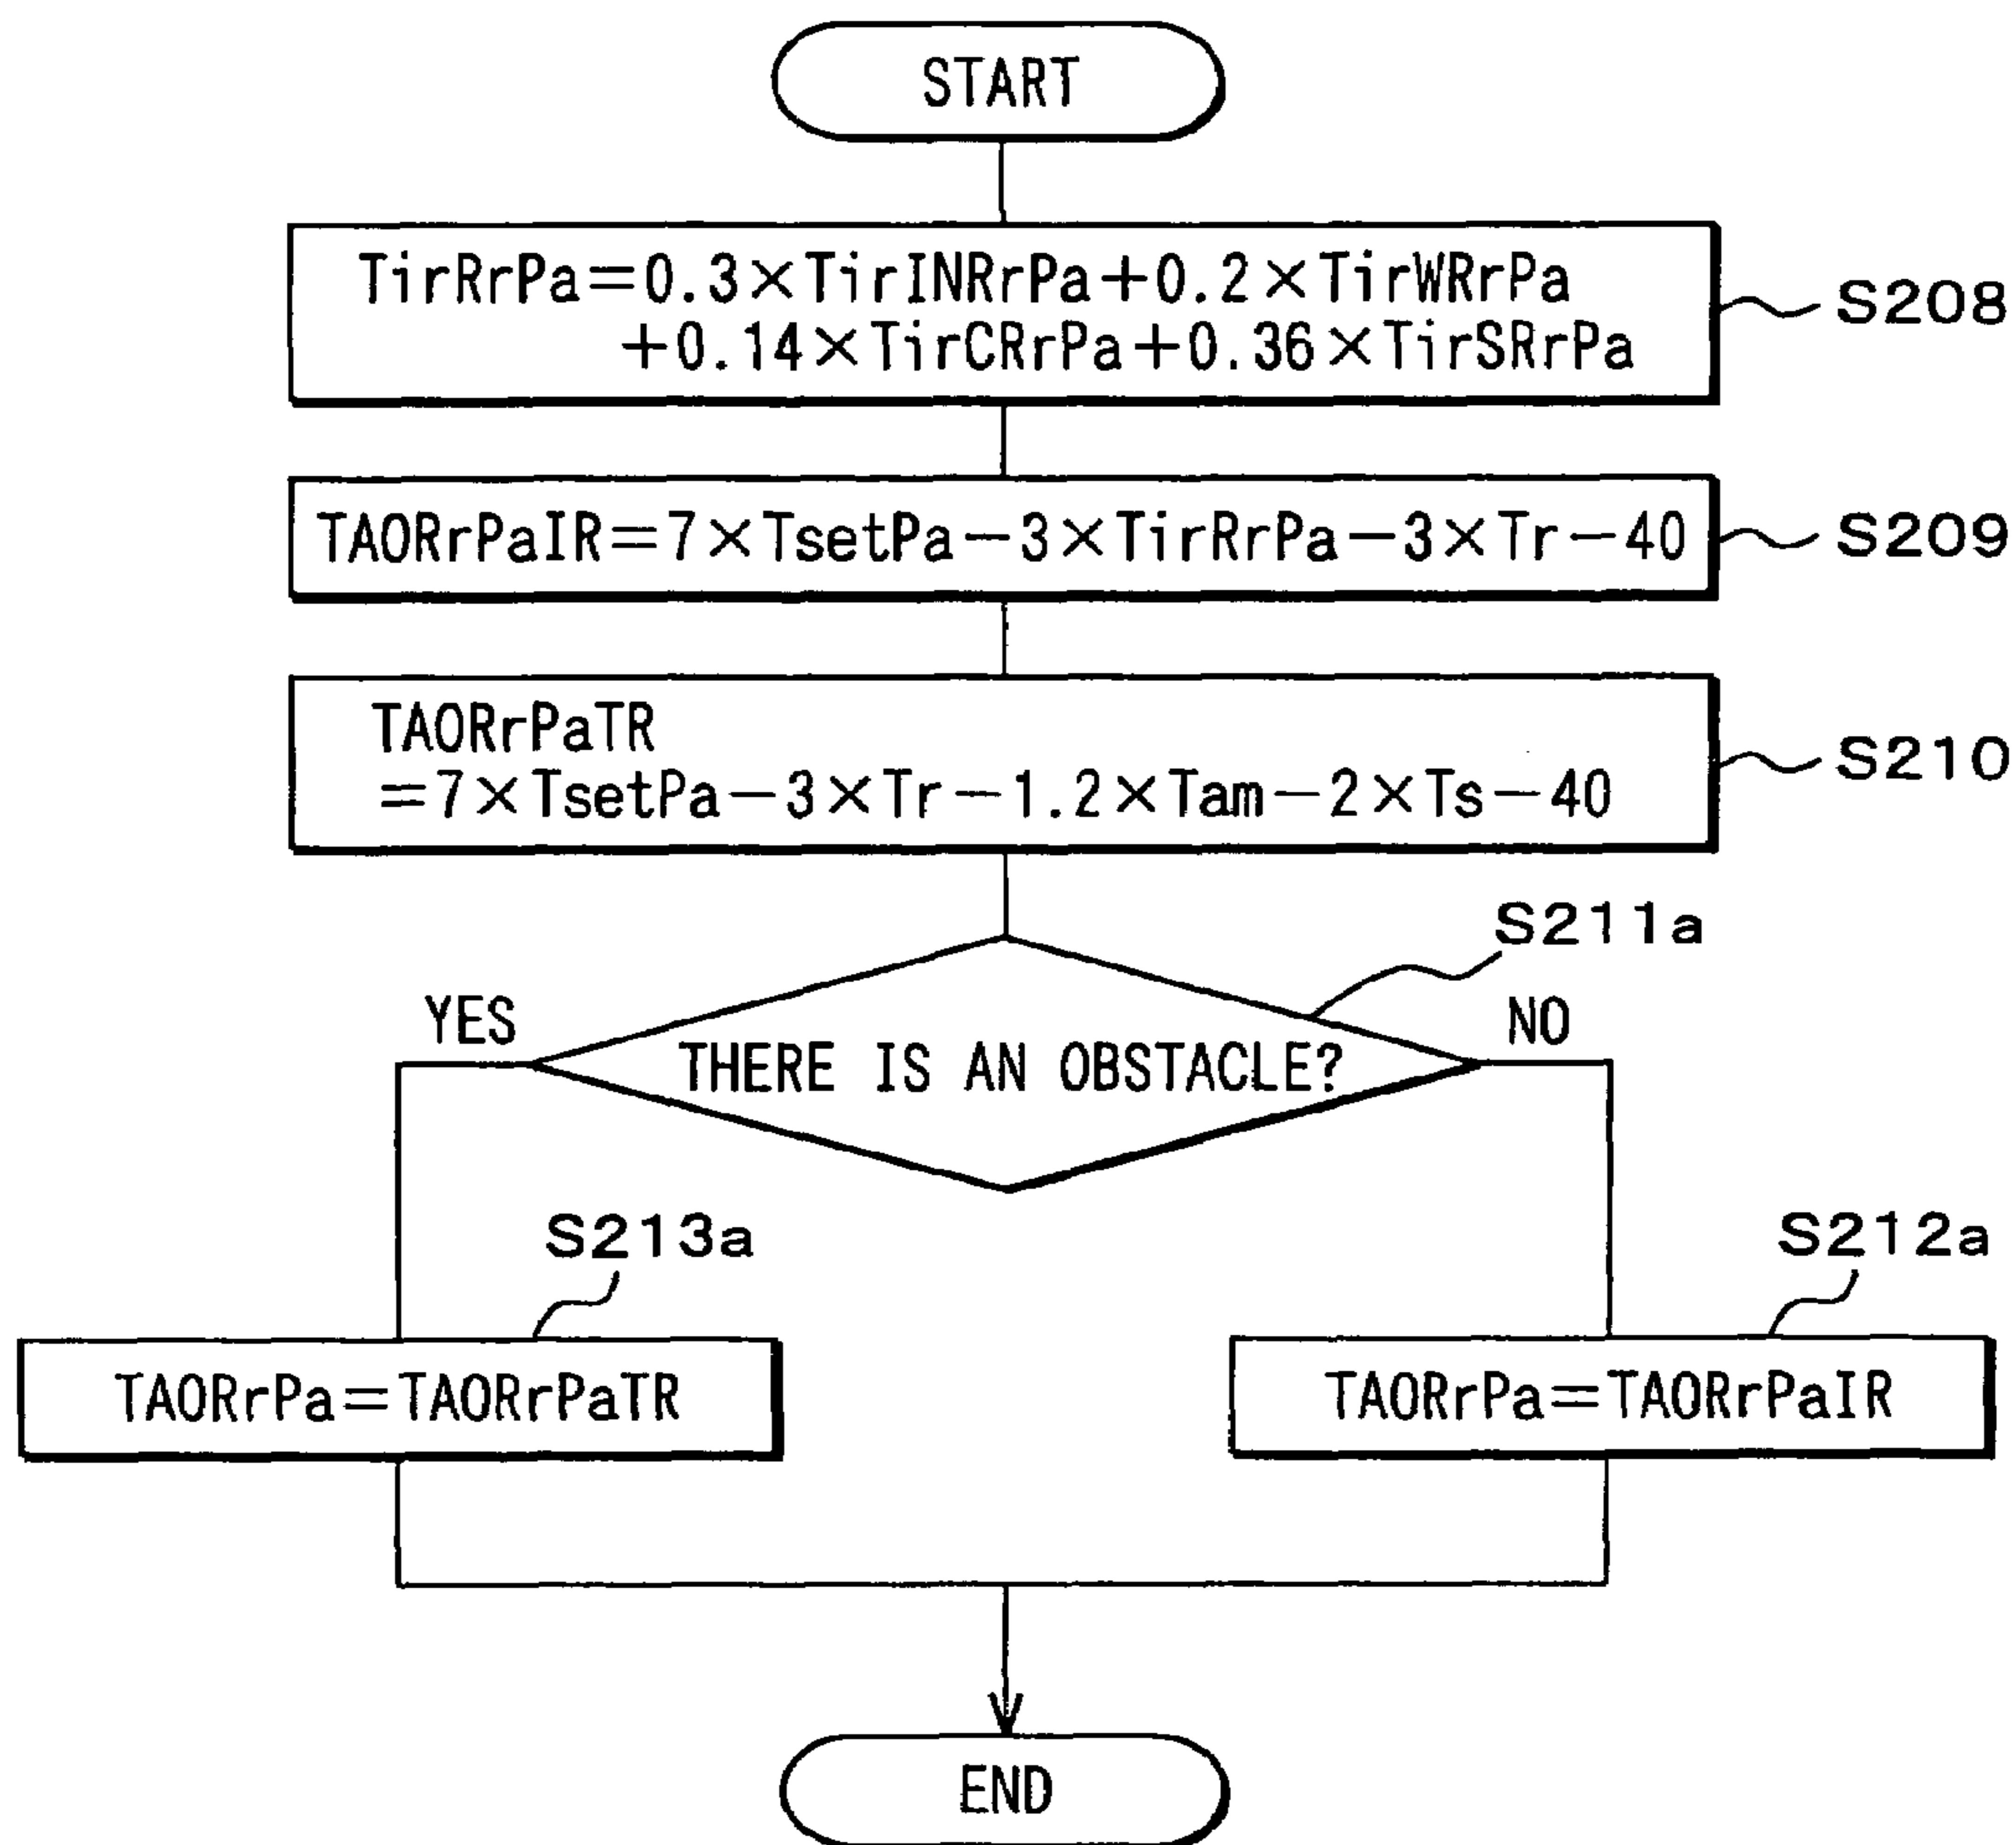 START
TirRrPa=0.3×TirINRrPa+0.2×TirWRrPa
+0.14×TirCRrPa+0.36×TirSRrPa
S208
TAORrPaIR=7×TsetPa−3×TirRrPa−3×Tr−40
S209
TAORrPaTR
=7×TsetPa−3×Tr−1.2×Tam−2×Ts−40
S210
S211a
YES
NO
THERE IS AN OBSTACLE?
S213a
S212a
TAORrPa=TAORrPaTR
TAORrPa=TAORrPaIR
END